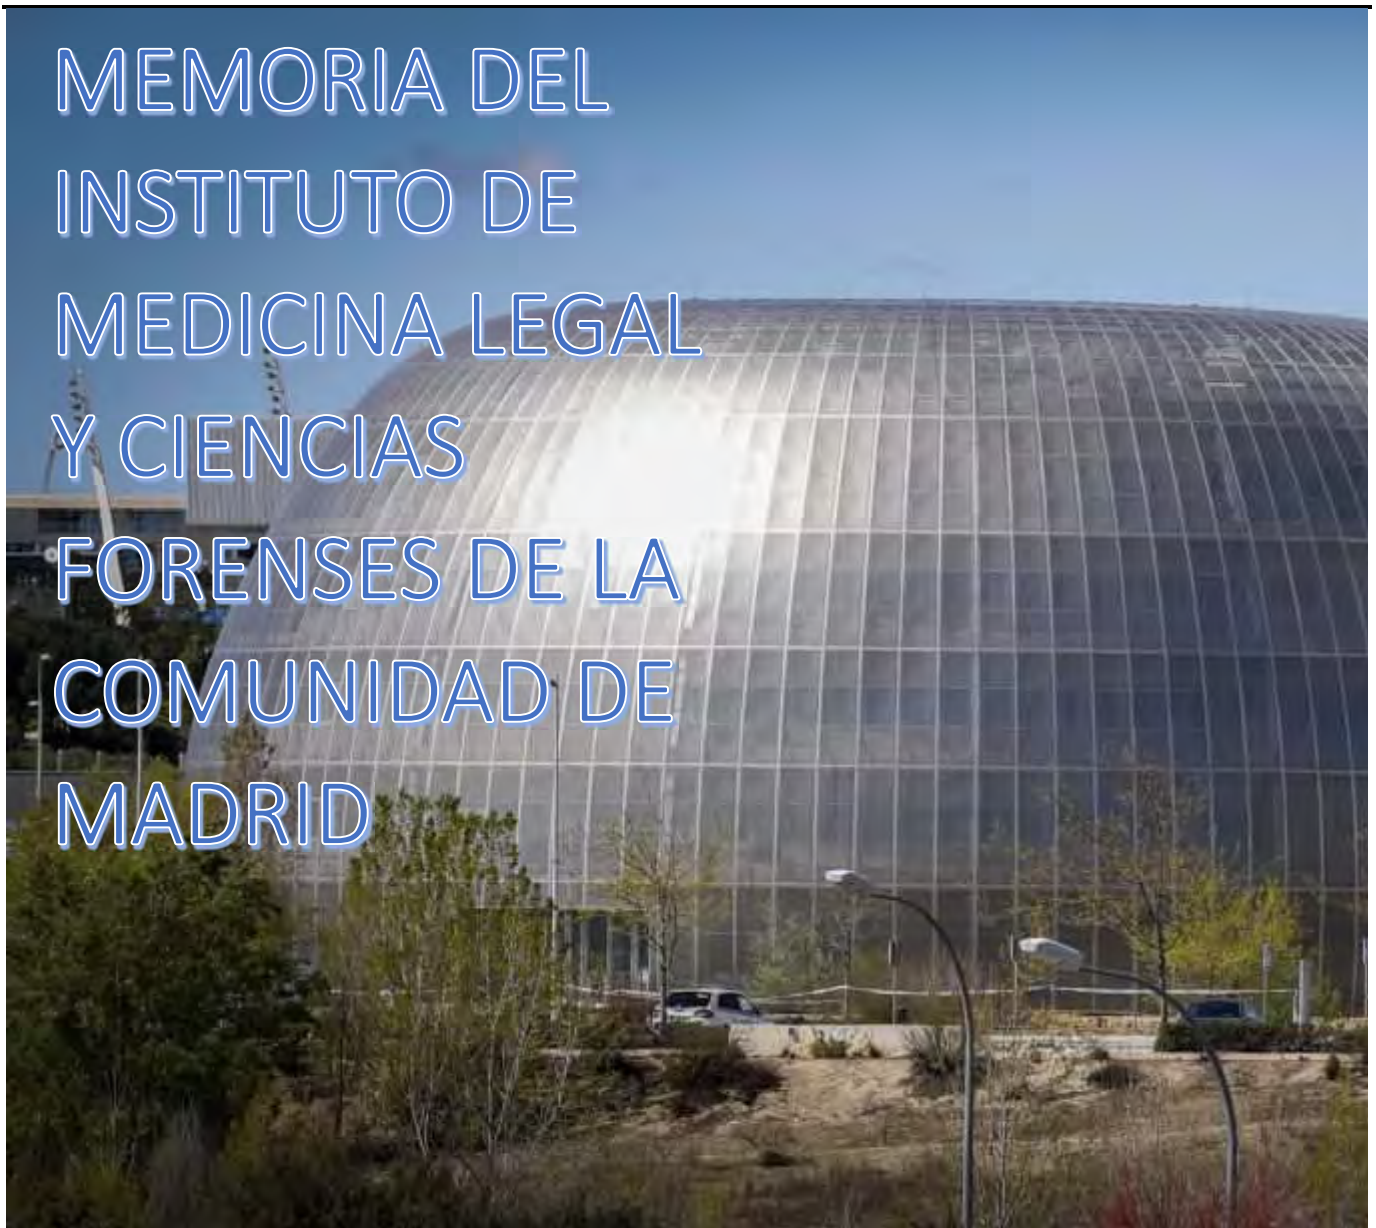 MEMORIA DEL
INSTITUTO DE
MEDICINA LEGAL
Y CIENCIAS
FORENSES DE LA
COMUNIDAD DE
MADRID